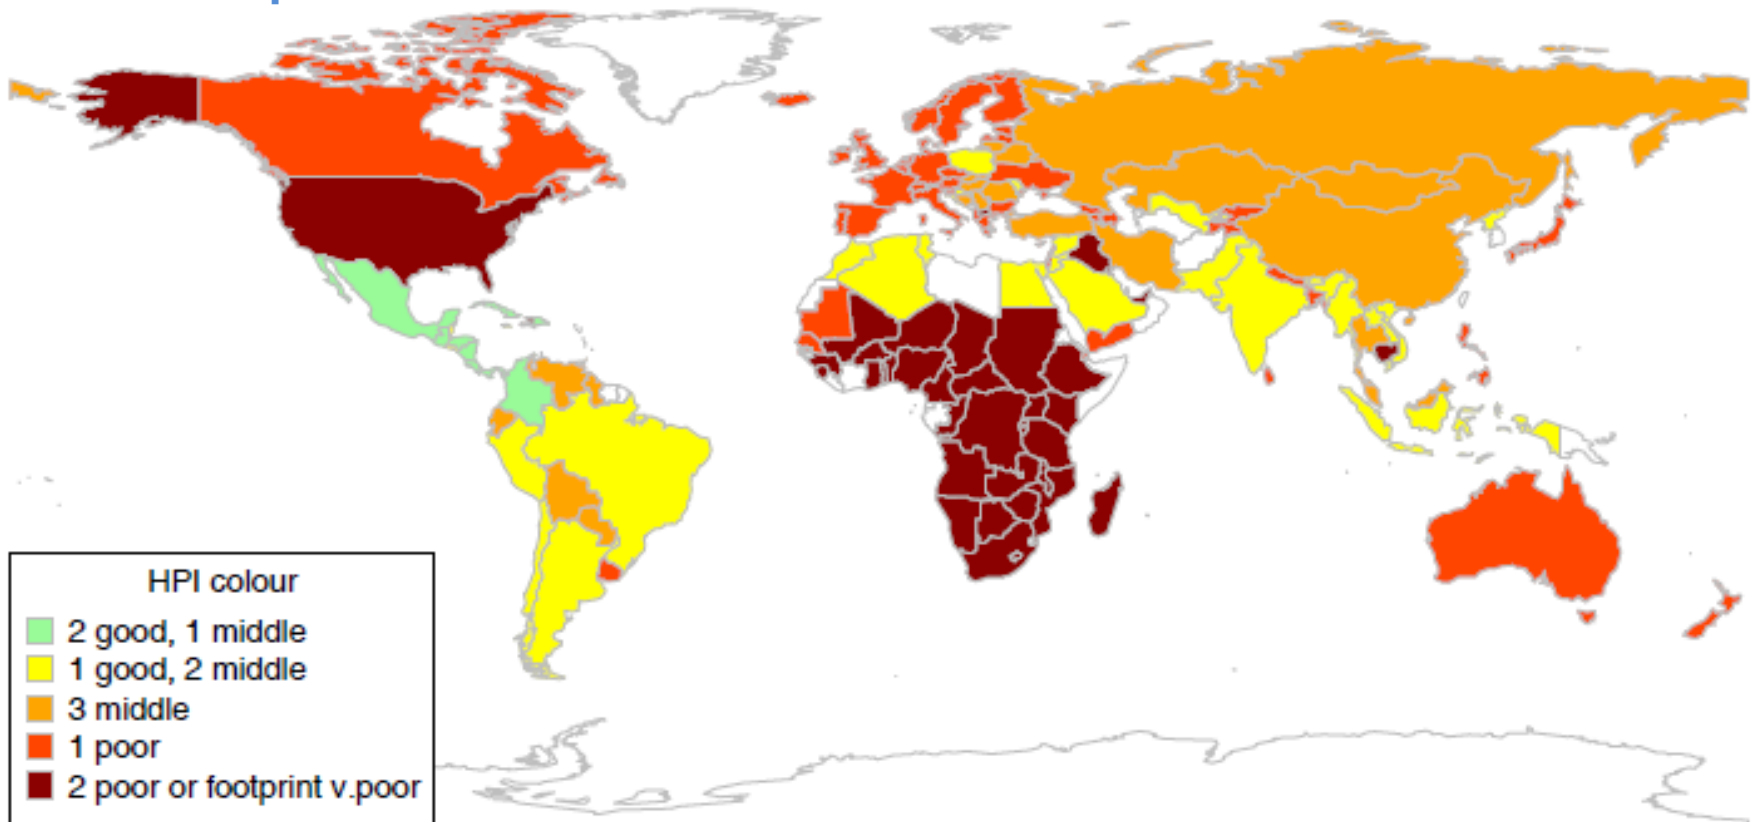 HPI colour
2 good, 1 middle
1 good, 2 middle
3 middle
1 poor
2 poor or footprint v.poor